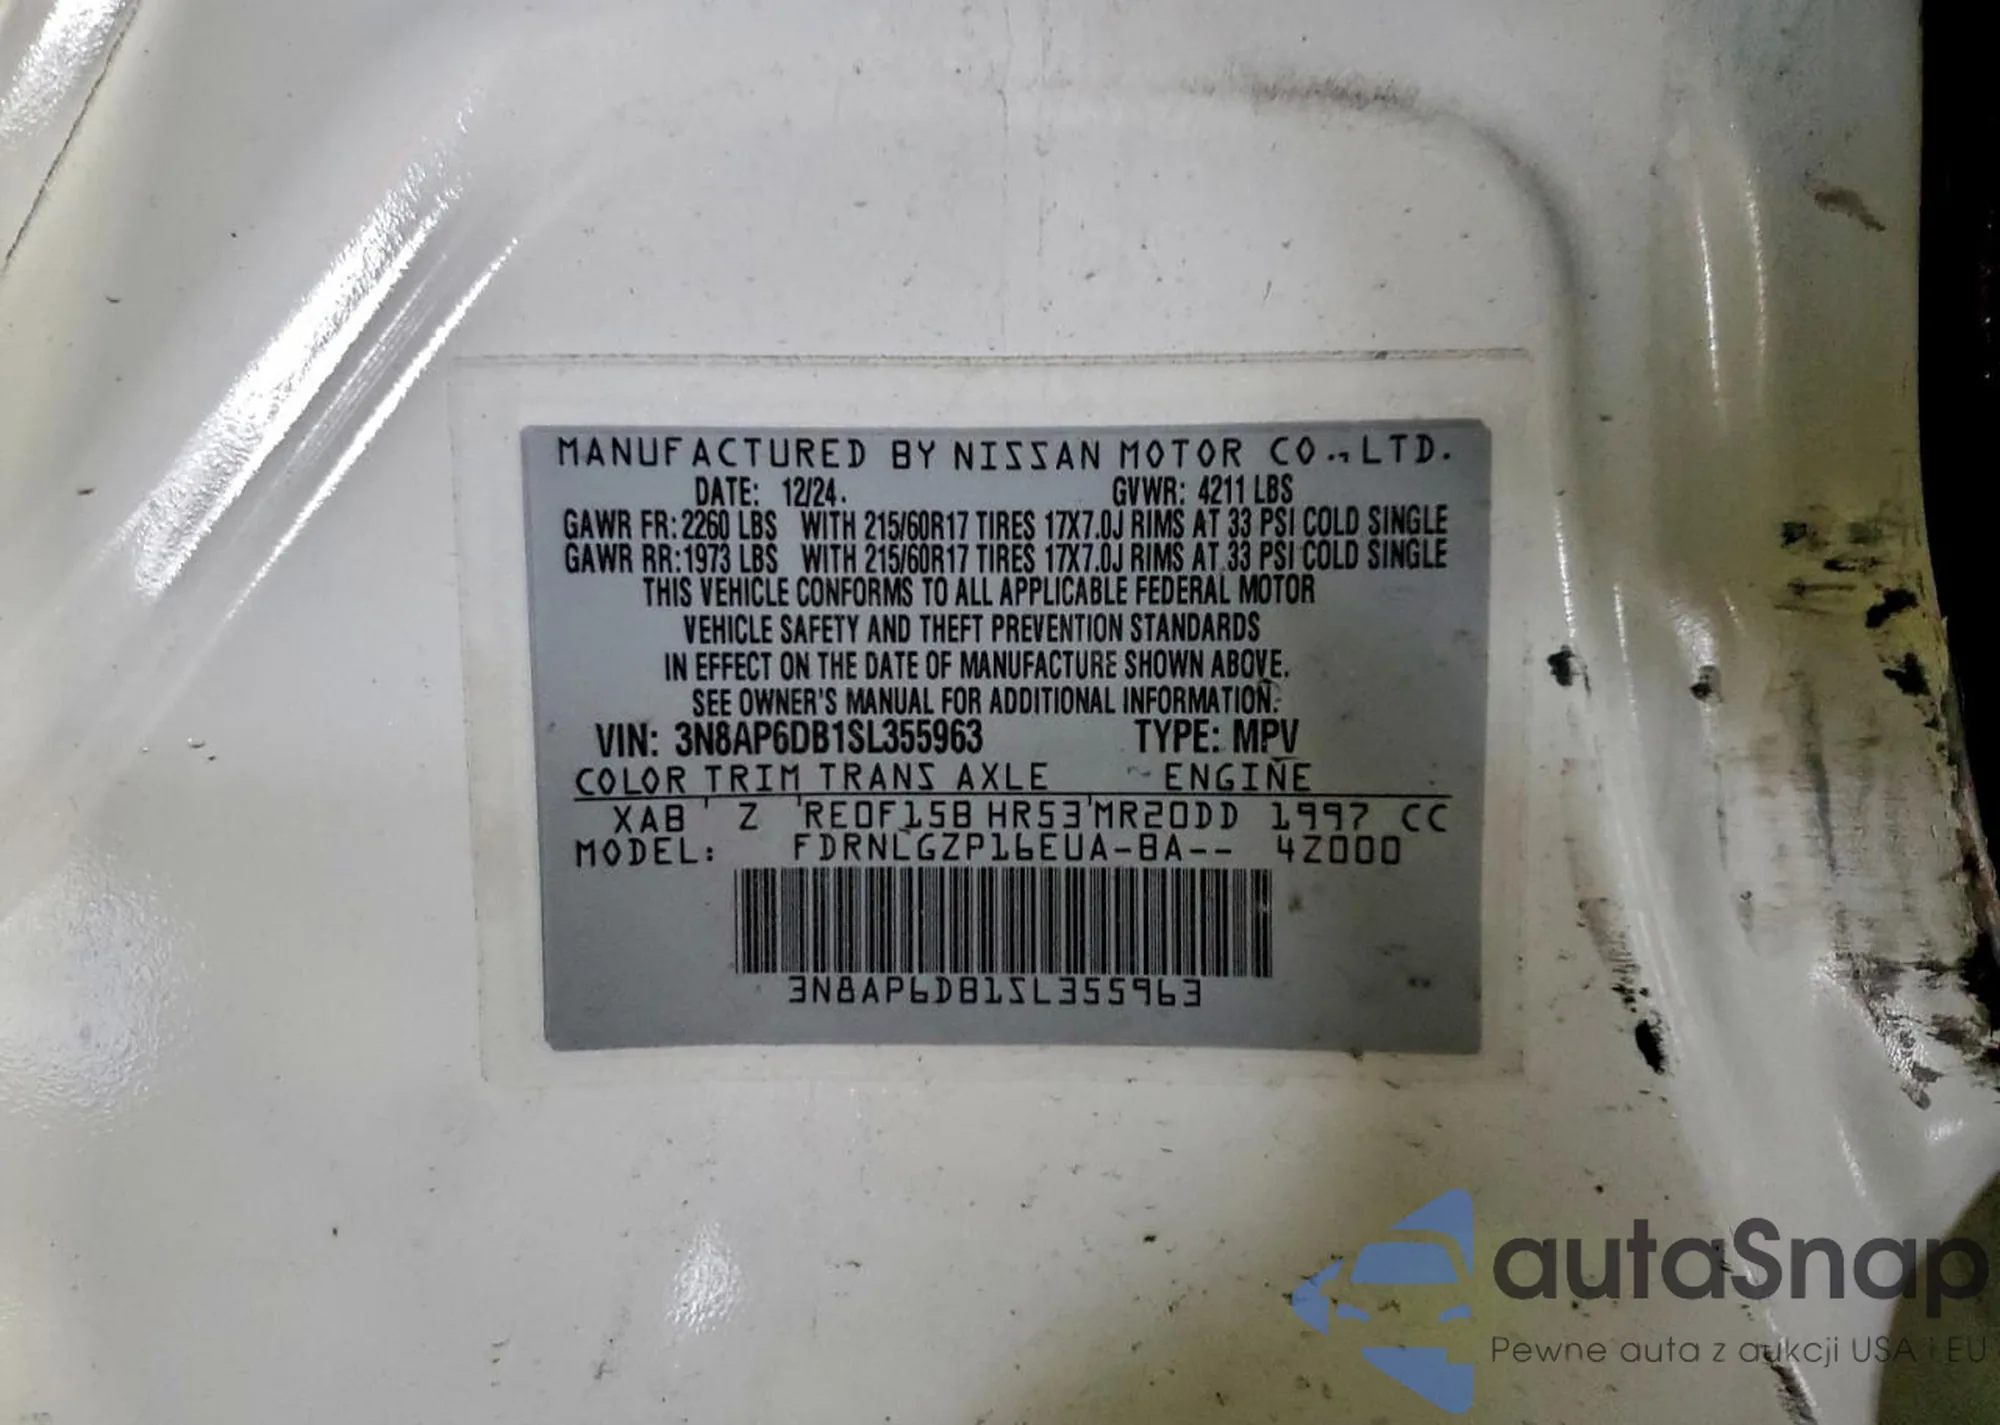 MANUFACTURED BY NISSAN MOTOR CO., LTD.
DATE: 12/24. GVWR: 4211 LBS
GAWR FR: 2260 LBS WITH 215/60R17 TIRES 17X7.0J RIMS AT 33 PSI COLD SINGLE
GAWR RR: 1973 LBS WITH 215/60R17 TIRES 17X7.0J RIMS AT 33 PSI COLD SINGLE
THIS VEHICLE CONFORMS TO ALL APPLICABLE FEDERAL MOTOR
VEHICLE SAFETY AND THEFT PREVENTION STANDARDS
IN EFFECT ON THE DATE OF MANUFACTURE SHOWN ABOVE.
SEE OWNER'S MANUAL FOR ADDITIONAL INFORMATION.
VIN: 3N8AP6DB1SL355963 TYPE: MPV
COLOR TRIM TRANS AXLE ENGINE
XAB Z RE0F15B HR53 MR20DD 1997 CC
MODEL: FDRNLGZP16EUA-BA-- 4Z000
3N8AP6DB1SL355963
autaSnap
Pewne auta z aukcji USA i EU